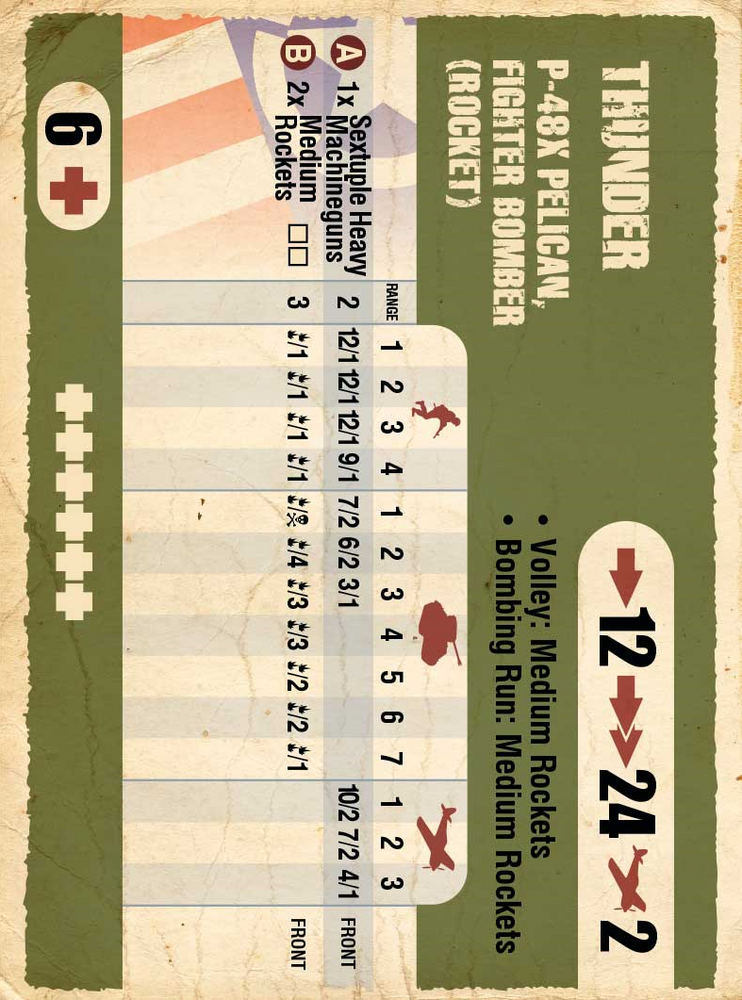 THUNDER
P-48X PELICAN,
FIGHTER BOMBER
(ROCKET)
12 24 2
• Volley: Medium Rockets
• Bombing Run: Medium Rockets
RANGE 1 2 3 4 1 2 3 4 5 6 7 1 2 3
A 1x Sextuple Heavy Machineguns 2 12/1 12/1 12/1 9/1 7/2 6/2 3/1 10/2 7/2 4/1 FRONT
B 2x Medium Rockets 3 /1 /1 /1 /1 / /4 /3 /3 /2 /2 /1 FRONT
6